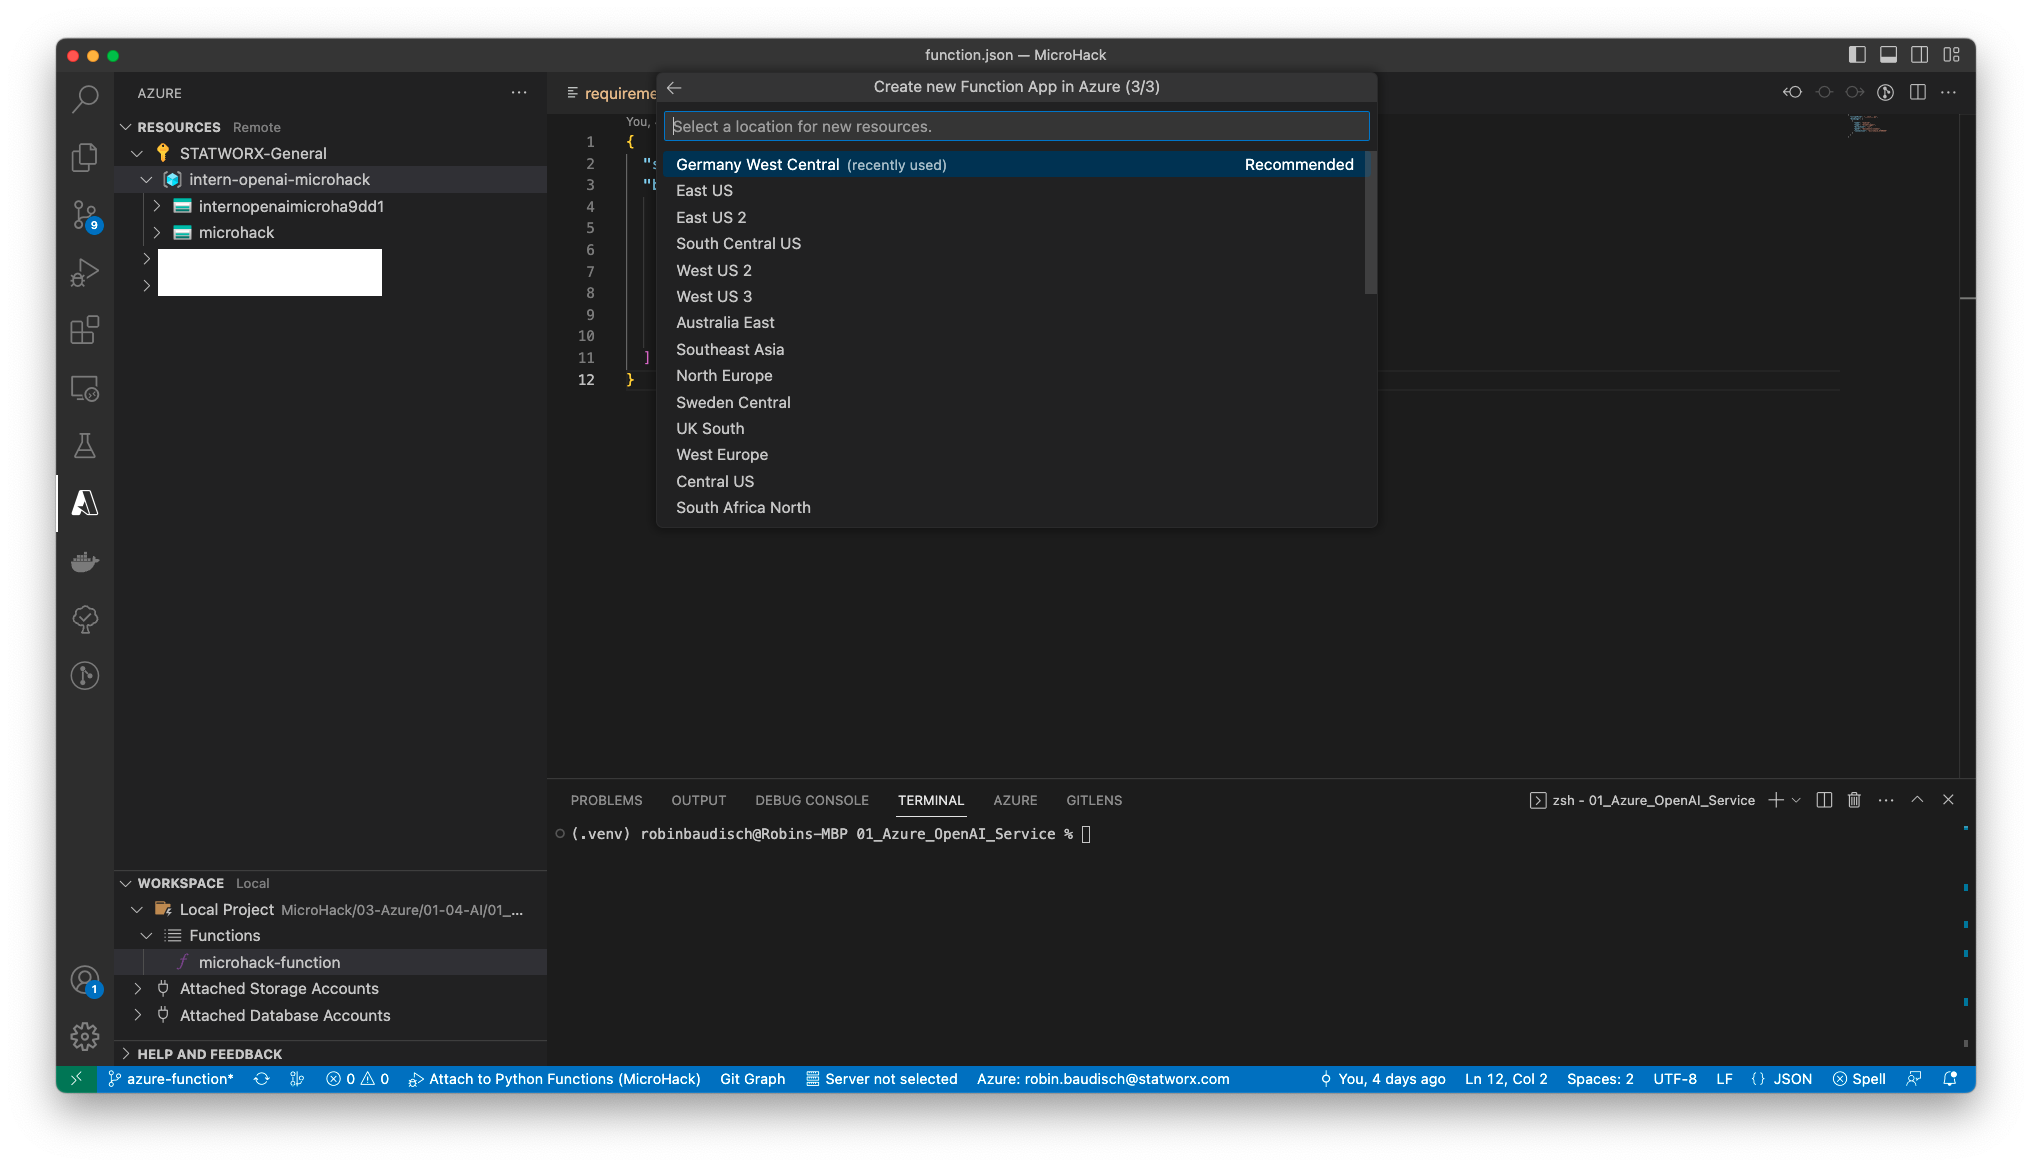 function.json — MicroHack
AZURE
RESOURCES Remote
STATWORX-General
intern-openai-microhack
internopenaimicroha9dd1
microhack
9
requireme
Create new Function App in Azure (3/3)
Select a location for new resources.
Germany West Central (recently used) Recommended
East US
East US 2
South Central US
West US 2
West US 3
Australia East
Southeast Asia
North Europe
Sweden Central
UK South
West Europe
Central US
South Africa North
You,
1 {
2 "s
3 "b
4
5
6
7
8
9
10
11 ]
12 }
PROBLEMS OUTPUT DEBUG CONSOLE TERMINAL AZURE GITLENS
zsh - 01_Azure_OpenAI_Service
(.venv) robinbaudisch@Robins-MBP 01_Azure_OpenAI_Service %
WORKSPACE Local
Local Project MicroHack/03-Azure/01-04-AI/01_...
Functions
microhack-function
Attached Storage Accounts
Attached Database Accounts
1
HELP AND FEEDBACK
azure-function* 0 0 Attach to Python Functions (MicroHack) Git Graph Server not selected Azure: robin.baudisch@statworx.com You, 4 days ago Ln 12, Col 2 Spaces: 2 UTF-8 LF {} JSON Spell